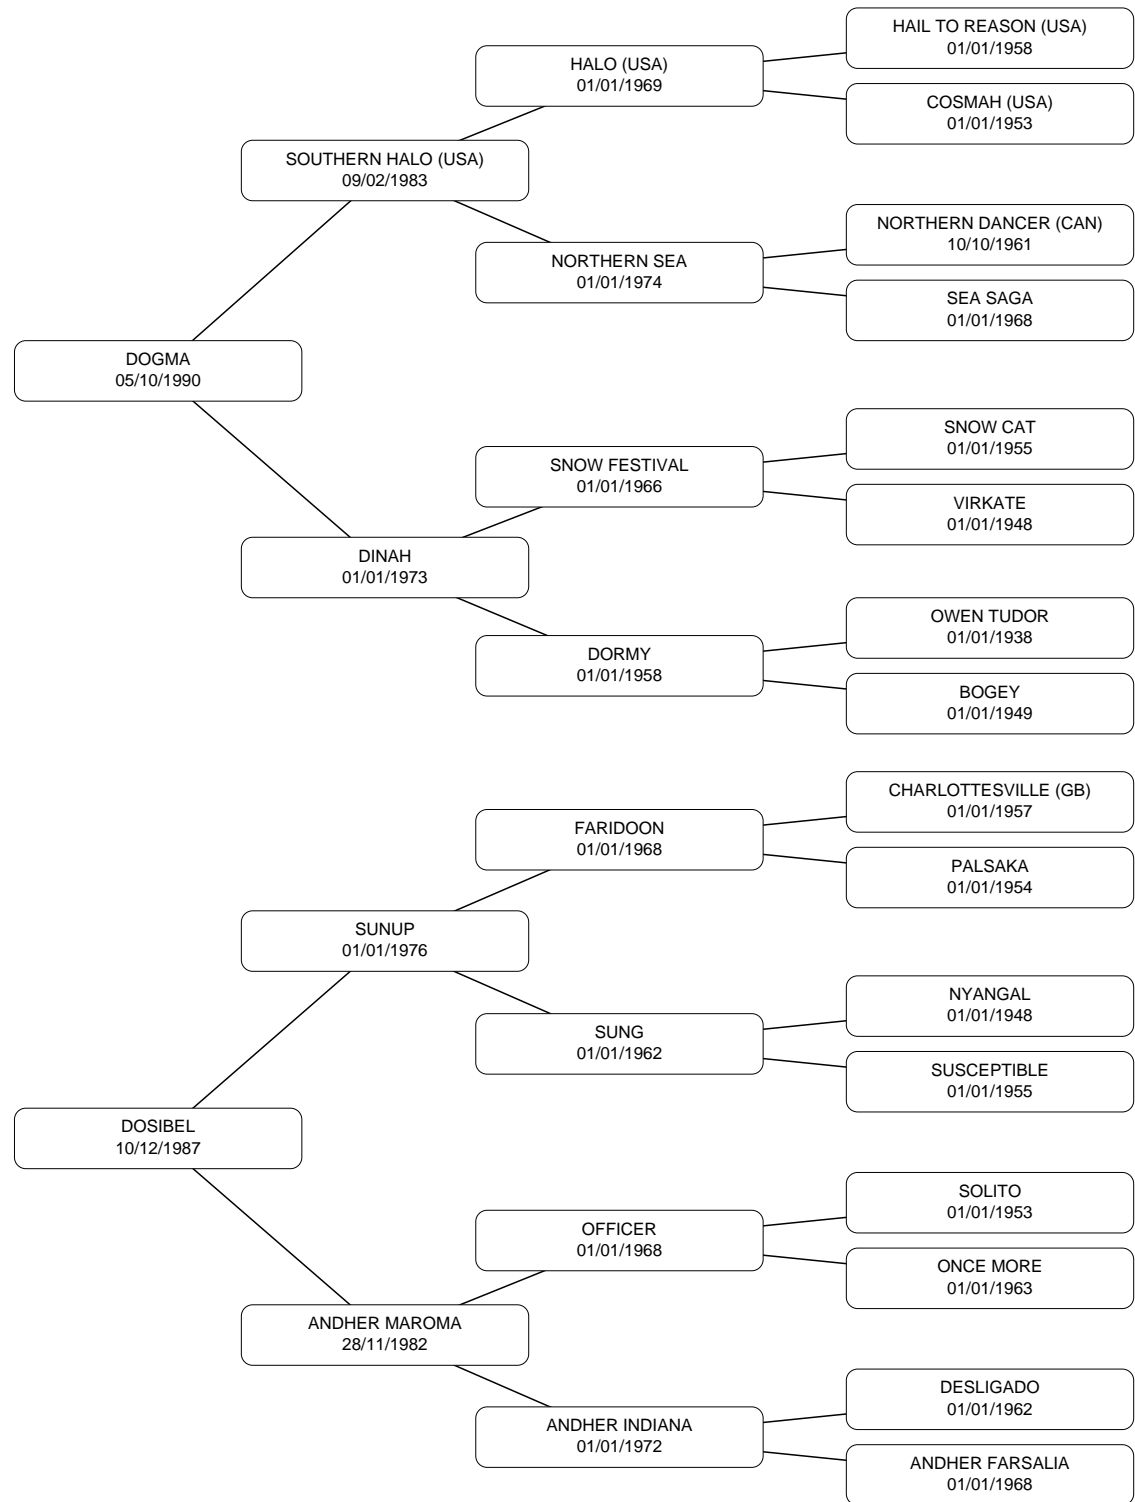 HAIL TO REASON (USA)
01/01/1958
HALO (USA)
01/01/1969
COSMAH (USA)
01/01/1953
SOUTHERN HALO (USA)
09/02/1983
NORTHERN DANCER (CAN)
10/10/1961
NORTHERN SEA
01/01/1974
SEA SAGA
01/01/1968
DOGMA
05/10/1990
SNOW CAT
01/01/1955
SNOW FESTIVAL
01/01/1966
VIRKATE
01/01/1948
DINAH
01/01/1973
OWEN TUDOR
01/01/1938
DORMY
01/01/1958
BOGEY
01/01/1949
CHARLOTTESVILLE (GB)
01/01/1957
FARIDOON
01/01/1968
PALSAKA
01/01/1954
SUNUP
01/01/1976
NYANGAL
01/01/1948
SUNG
01/01/1962
SUSCEPTIBLE
01/01/1955
DOSIBEL
10/12/1987
SOLITO
01/01/1953
OFFICER
01/01/1968
ONCE MORE
01/01/1963
ANDHER MAROMA
28/11/1982
DESLIGADO
01/01/1962
ANDHER INDIANA
01/01/1972
ANDHER FARSALIA
01/01/1968